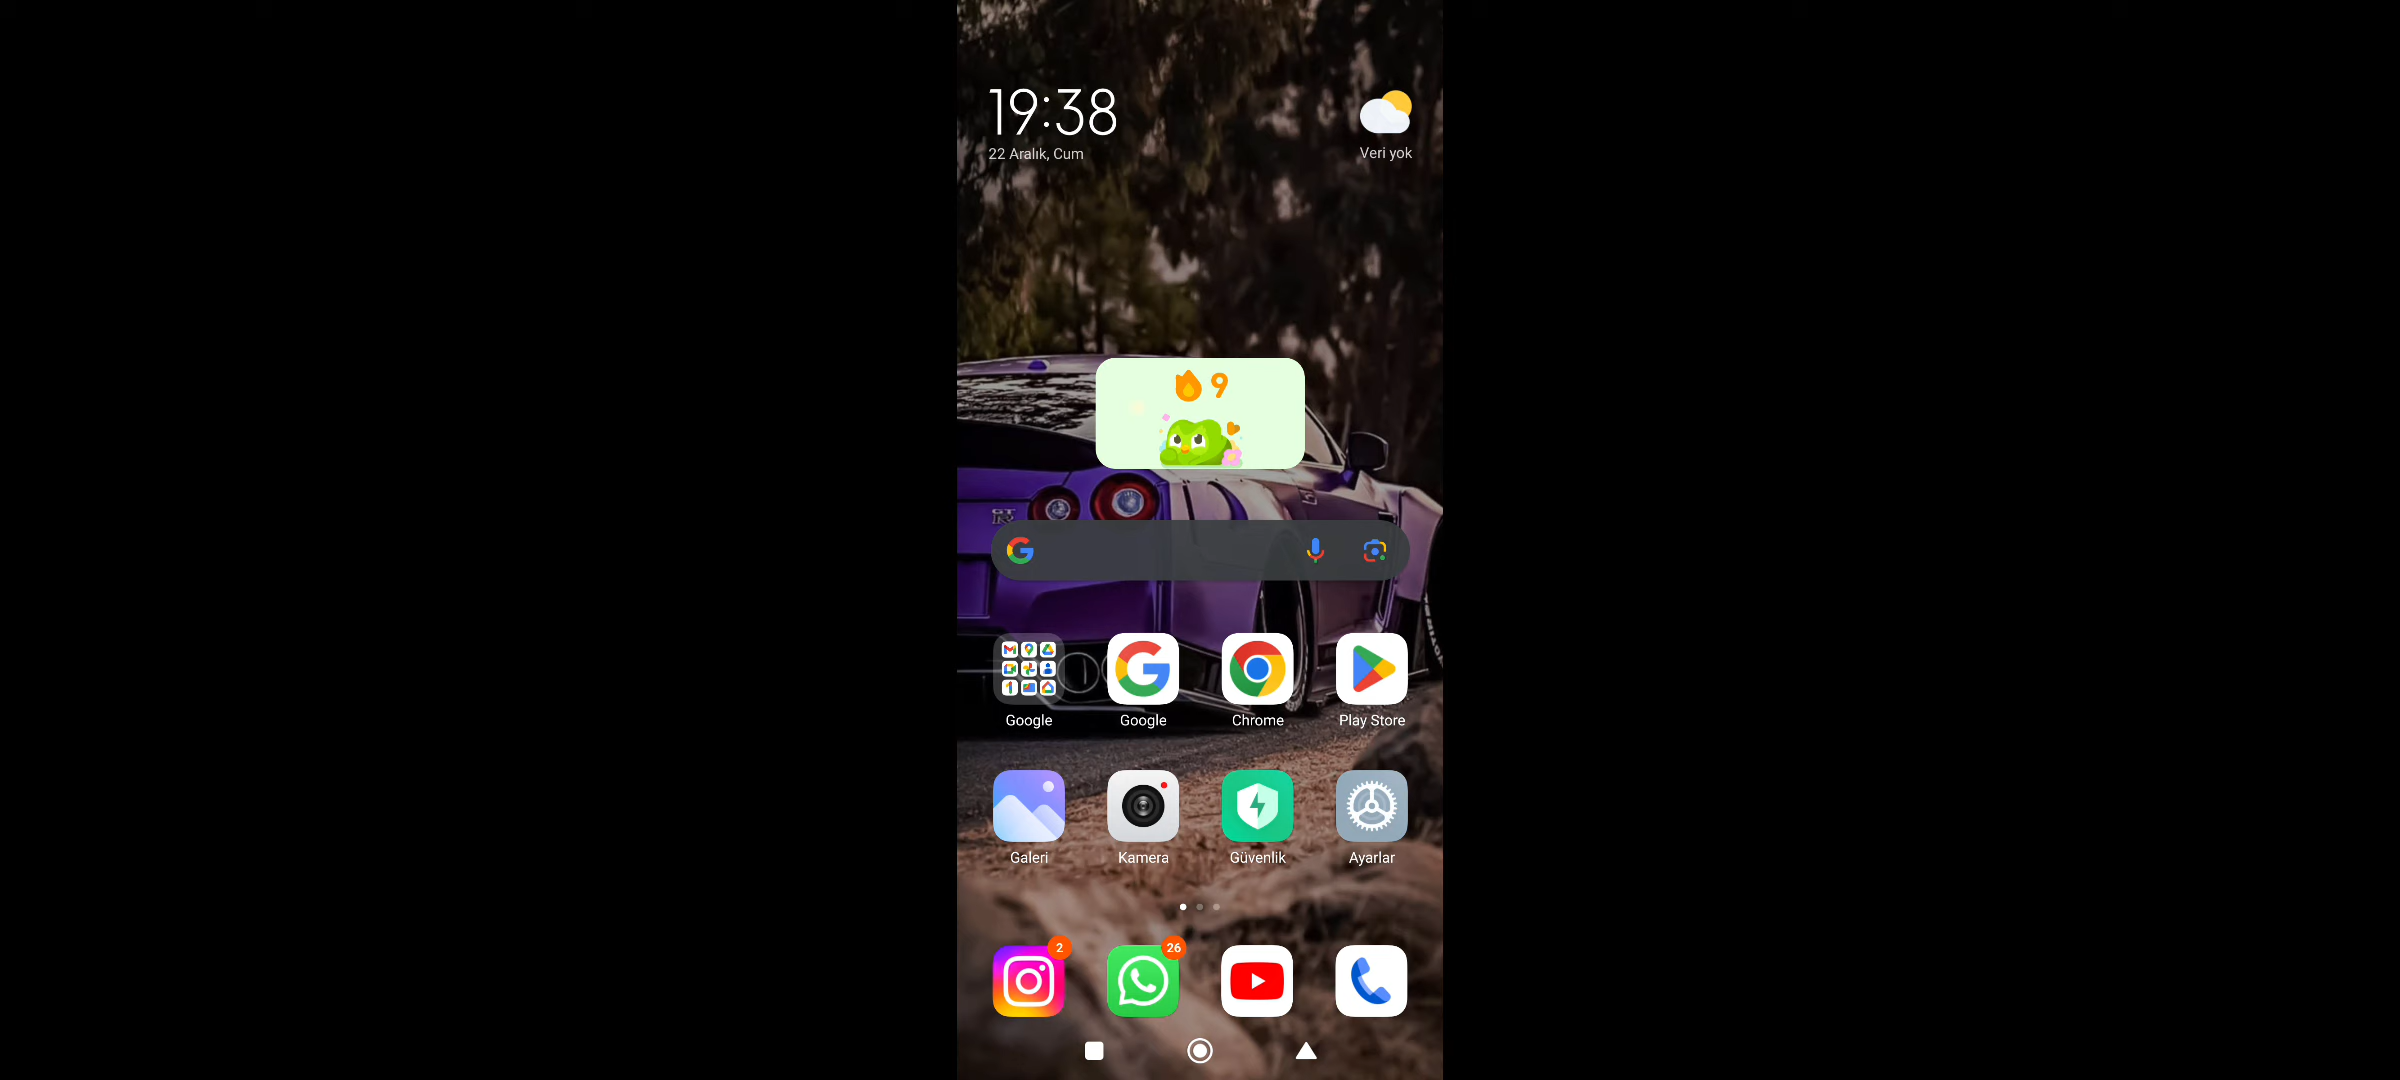 19:38
22 Aralık, Cum
Veri yok
9
GT
R
Google
Google
Chrome
Play Store
Galeri
Kamera
Güvenlik
Ayarlar
2
26